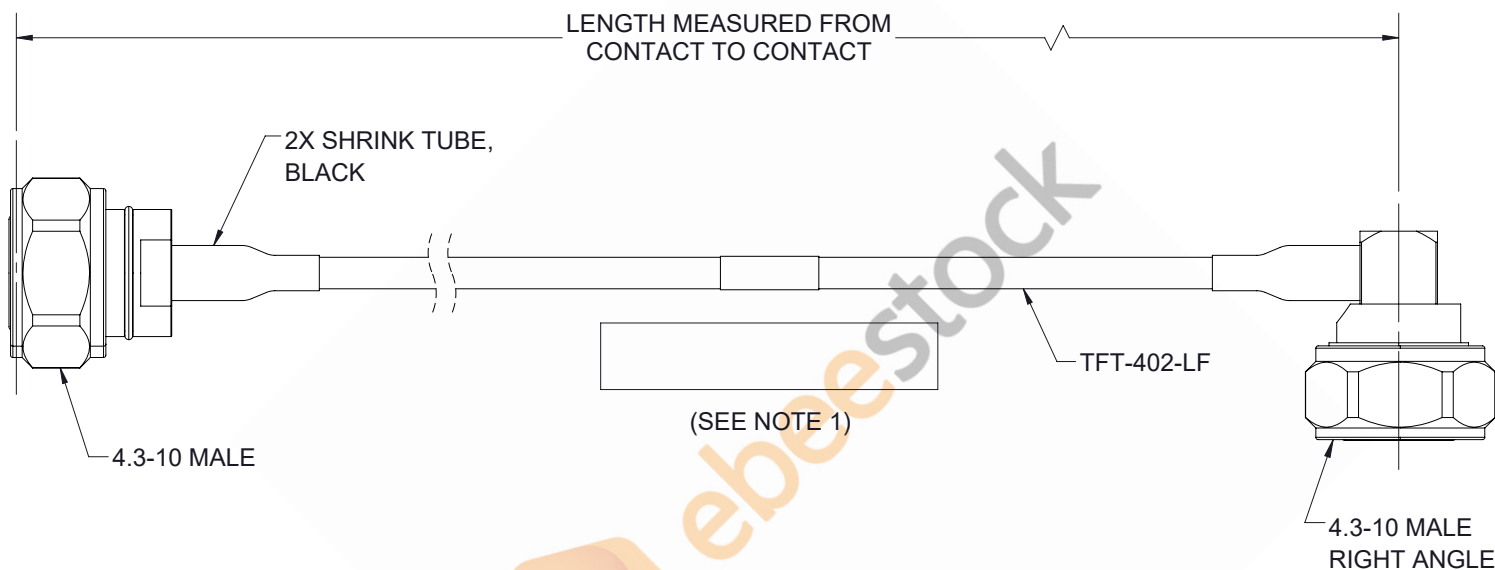 LENGTH MEASURED FROM
CONTACT TO CONTACT
2X SHRINK TUBE,
BLACK
TFT-402-LF
(SEE NOTE 1)
4.3-10 MALE
4.3-10 MALE
RIGHT ANGLE
ebeestock